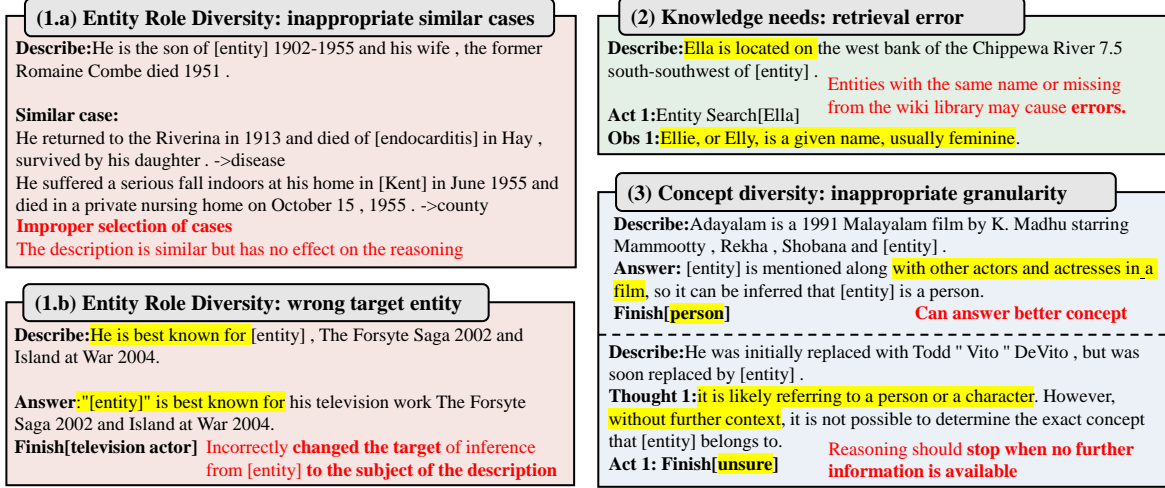 (1.a) Entity Role Diversity: inappropriate similar cases
Describe:He is the son of [entity] 1902-1955 and his wife , the former
Romaine Combe died 1951 .
Similar case:
He returned to the Riverina in 1913 and died of [endocarditis] in Hay ,
survived by his daughter . ->disease
He suffered a serious fall indoors at his home in [Kent] in June 1955 and
died in a private nursing home on October 15 , 1955 . ->county
Improper selection of cases
The description is similar but has no effect on the reasoning
(1.b) Entity Role Diversity: wrong target entity
Describe:He is best known for [entity] , The Forsyte Saga 2002 and
Island at War 2004.
Answer:"[entity]" is best known for his television work The Forsyte
Saga 2002 and Island at War 2004.
Finish[television actor] Incorrectly changed the target of inference
from [entity] to the subject of the description
(2) Knowledge needs: retrieval error
Describe:Ella is located on the west bank of the Chippewa River 7.5
south-southwest of [entity] .
Entities with the same name or missing
from the wiki library may cause errors.
Act 1:Entity Search[Ella]
Obs 1:Ellie, or Elly, is a given name, usually feminine.
(3) Concept diversity: inappropriate granularity
Describe:Adayalam is a 1991 Malayalam film by K. Madhu starring
Mammootty , Rekha , Shobana and [entity] .
Answer: [entity] is mentioned along with other actors and actresses in a
film, so it can be inferred that [entity] is a person.
Finish[person] Can answer better concept
Describe:He was initially replaced with Todd " Vito " DeVito , but was
soon replaced by [entity] .
Thought 1:it is likely referring to a person or a character. However,
without further context, it is not possible to determine the exact concept
that [entity] belongs to.
Act 1: Finish[unsure]
Reasoning should stop when no further
information is available